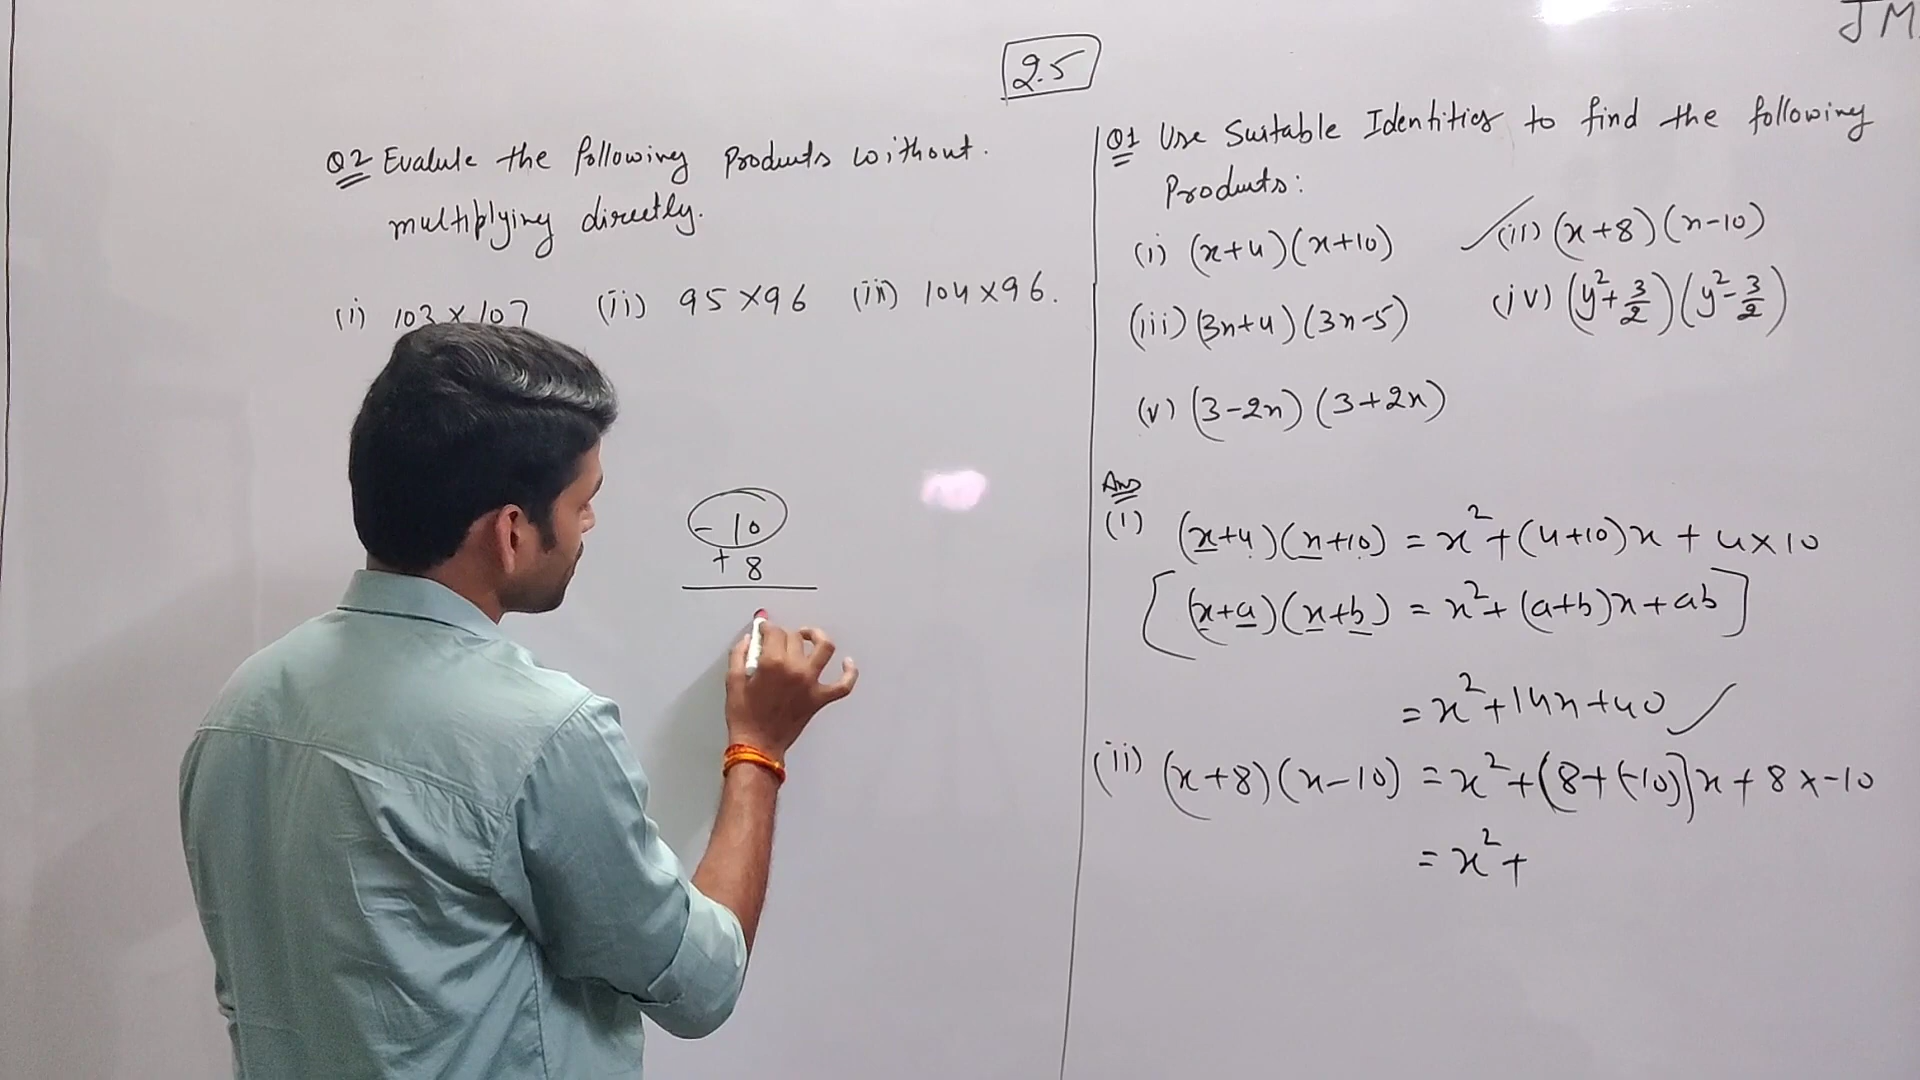 JM
2.5
Q2 Evalute the following Products without.
multiplying directly.
(i) 103 × 107 (ii) 95 × 96 (iii) 104 × 96.
- 10
+ 8
Q1 Use Suitable Identities to find the following
Products:
(i) (x+4)(x+10) (ii) (x+8)(x-10)
(iii) (3x+4)(3x-5) (iv) (y²+3/2)(y²-3/2)
(v) (3-2x)(3+2x)
Ans
(i) (x+4)(x+10) = x²+(4+10)x + 4×10
[(x+a)(x+b) = x²+(a+b)x+ab]
= x²+14x+40 ✓
(ii) (x+8)(x-10) = x²+(8+(-10)]x + 8×-10
= x²+